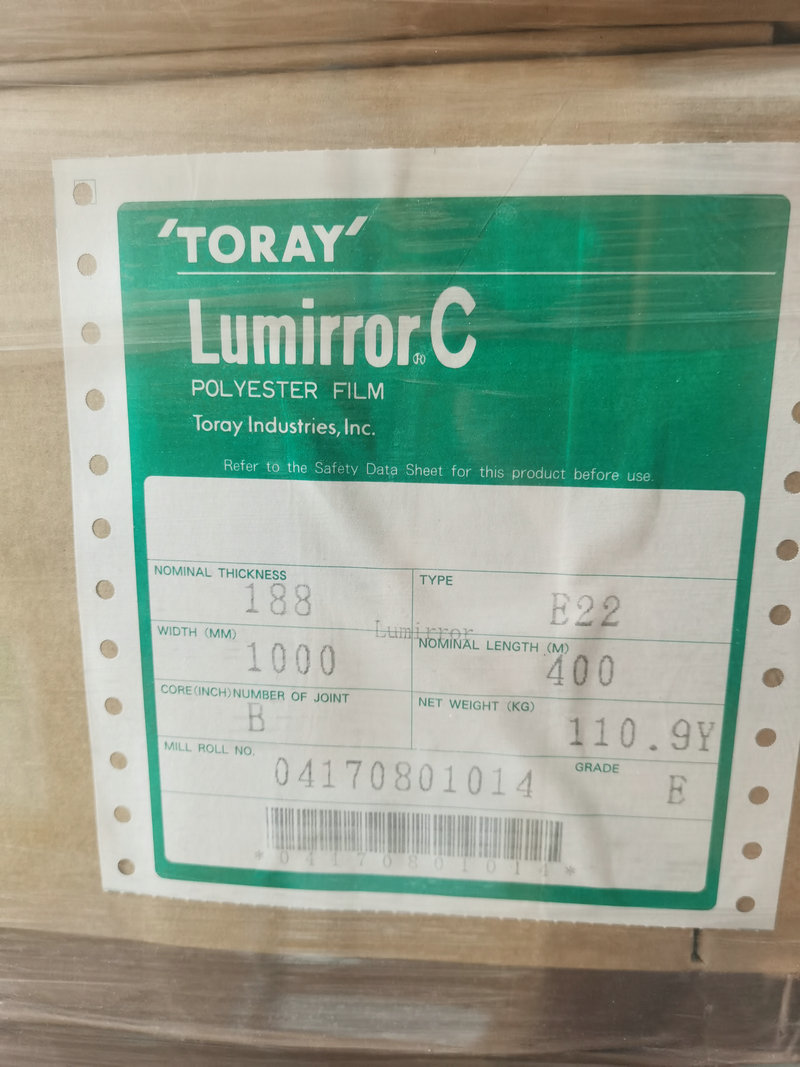 'TORAY'
Lumirror® C
POLYESTER FILM
Toray Industries, Inc.
Refer to the Safety Data Sheet for this product before use.
NOMINAL THICKNESS
188
TYPE
E22
Lumirror
WIDTH (MM)
1000
NOMINAL LENGTH (M)
400
CORE(INCH)NUMBER OF JOINT
B
NET WEIGHT (KG)
110.9Y
MILL ROLL NO.
04170801014
GRADE
E
*04170801014*